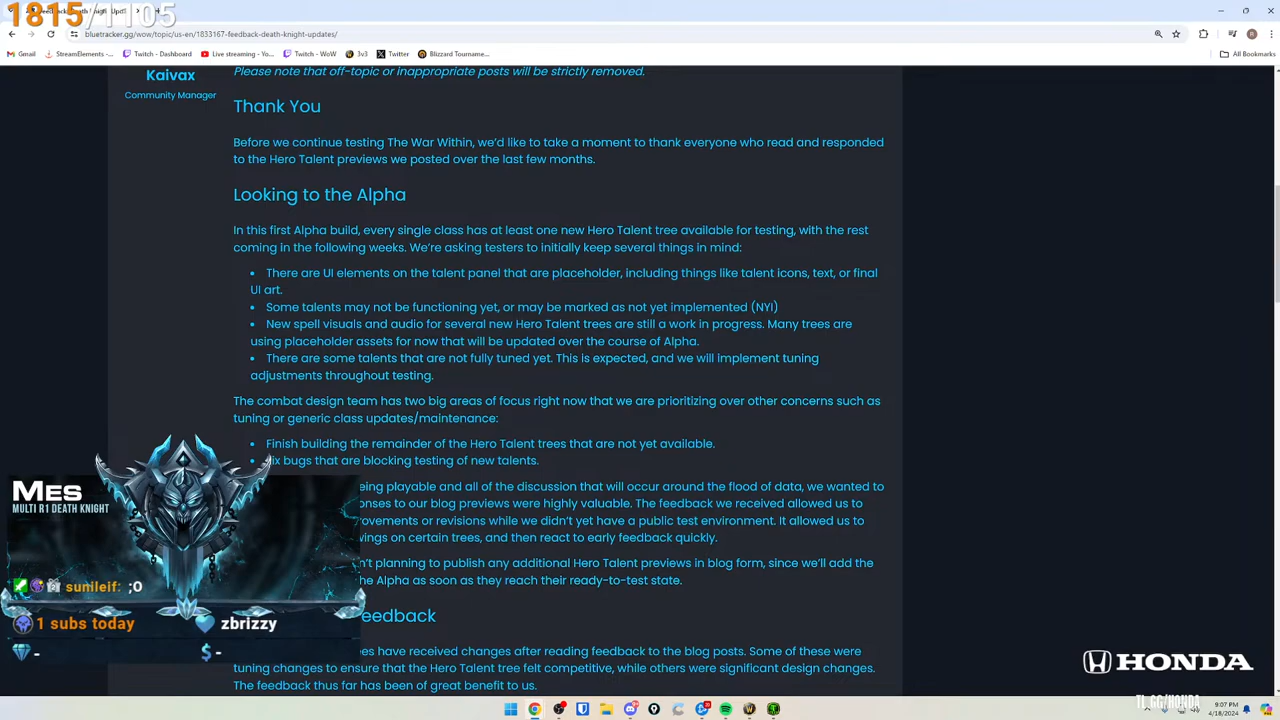 1815/1105
bluetracker.gg/wow/topic/us-en/1833167-feedback-death-knight-updates/
Gmail
StreamElements -...
Twitch - Dashboard
Live streaming - Yo...
Twitch - WoW
3v3
Twitter
Blizzard Tourname...
All Bookmarks
Kaivax
Community Manager
Please note that off-topic or inappropriate posts will be strictly removed.
Thank You
Before we continue testing The War Within, we'd like to take a moment to thank everyone who read and responded
to the Hero Talent previews we posted over the last few months.
Looking to the Alpha
In this first Alpha build, every single class has at least one new Hero Talent tree available for testing, with the rest
coming in the following weeks. We're asking testers to initially keep several things in mind:
• There are UI elements on the talent panel that are placeholder, including things like talent icons, text, or final
UI art.
• Some talents may not be functioning yet, or may be marked as not yet implemented (NYI)
• New spell visuals and audio for several new Hero Talent trees are still a work in progress. Many trees are
using placeholder assets for now that will be updated over the course of Alpha.
• There are some talents that are not fully tuned yet. This is expected, and we will implement tuning
adjustments throughout testing.
The combat design team has two big areas of focus right now that we are prioritizing over other concerns such as
tuning or generic class updates/maintenance:
• Finish building the remainder of the Hero Talent trees that are not yet available.
ix bugs that are blocking testing of new talents.
eing playable and all of the discussion that will occur around the flood of data, we wanted to
onses to our blog previews were highly valuable. The feedback we received allowed us to
rovements or revisions while we didn't yet have a public test environment. It allowed us to
wings on certain trees, and then react to early feedback quickly.
n't planning to publish any additional Hero Talent previews in blog form, since we'll add the
he Alpha as soon as they reach their ready-to-test state.
eedback
ees have received changes after reading feedback to the blog posts. Some of these were
tuning changes to ensure that the Hero Talent tree felt competitive, while others were significant design changes.
The feedback thus far has been of great benefit to us.
MES
MULTI R1 DEATH KNIGHT
sunileif: ;O
1 subs today
zbrizzy
-
$ -
HONDA
TL.GG/HONDA
9:07 PM
4/18/2024